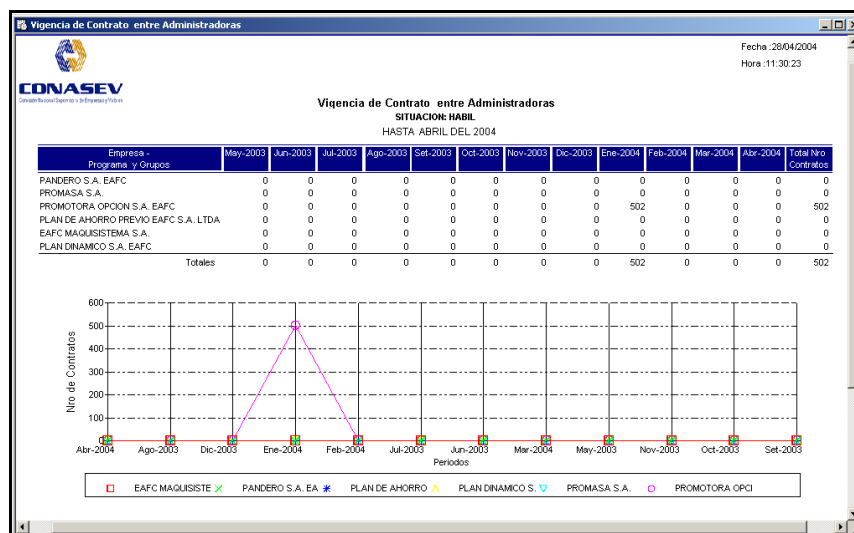 Vigencia de Contrato entre Administradoras
Fecha :28/04/2004
Hora :11:30:23
CONASEV
Vigencia de Contrato entre Administradoras
SITUACION: HABIL
HASTA ABRIL DEL 2004
Empresa - Programa y Grupos May-2003 Jun-2003 Jul-2003 Ago-2003 Set-2003 Oct-2003 Nov-2003 Dic-2003 Ene-2004 Feb-2004 Mar-2004 Abr-2004 Total Nro Contratos
PANDERO S.A. EAFC 0 0 0 0 0 0 0 0 0 0 0 0 0
PROMASA S.A. 0 0 0 0 0 0 0 0 0 0 0 0 0
PROMOTORA OPCION S.A. EAFC 0 0 0 0 0 0 0 0 502 0 0 0 502
PLAN DE AHORRO PREVIO EAFC S.A. LTDA 0 0 0 0 0 0 0 0 0 0 0 0 0
EAFC MAQUISISTEMA S.A. 0 0 0 0 0 0 0 0 0 0 0 0 0
PLAN DINAMICO S.A. EAFC 0 0 0 0 0 0 0 0 0 0 0 0 0
Totales 0 0 0 0 0 0 0 0 502 0 0 0 502
600
500
400
300
200
100
0
Nro de Contratos
Abr-2004 Ago-2003 Dic-2003 Ene-2004 Feb-2004 Jul-2003 Jun-2003 Mar-2004 May-2003 Nov-2003 Oct-2003 Set-2003
Periodos
EAFC MAQUISISTE PANDERO S.A. EA PLAN DE AHORRO PLAN DINAMICO S. PROMASA S.A. PROMOTORA OPCI